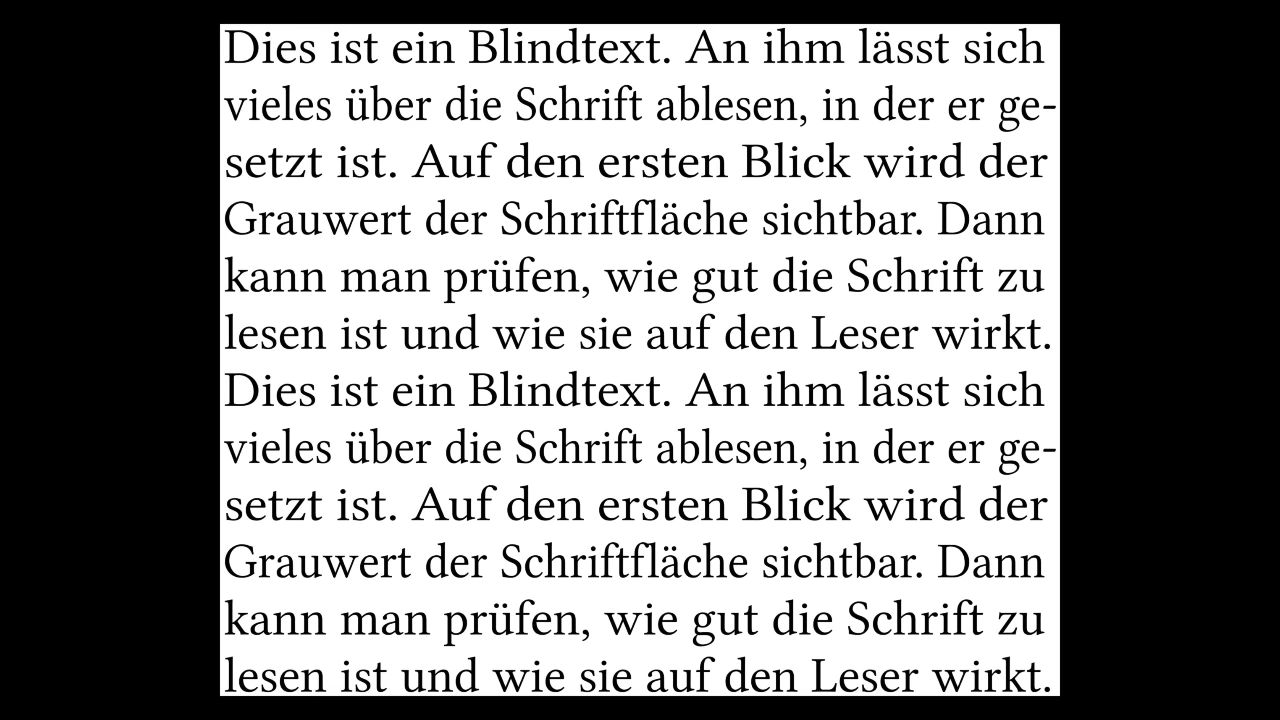 Dies ist ein Blindtext. An ihm lässt sich
vieles über die Schrift ablesen, in der er ge-
setzt ist. Auf den ersten Blick wird der
Grauwert der Schriftfläche sichtbar. Dann
kann man prüfen, wie gut die Schrift zu
lesen ist und wie sie auf den Leser wirkt.
Dies ist ein Blindtext. An ihm lässt sich
vieles über die Schrift ablesen, in der er ge-
setzt ist. Auf den ersten Blick wird der
Grauwert der Schriftfläche sichtbar. Dann
kann man prüfen, wie gut die Schrift zu
lesen ist und wie sie auf den Leser wirkt.